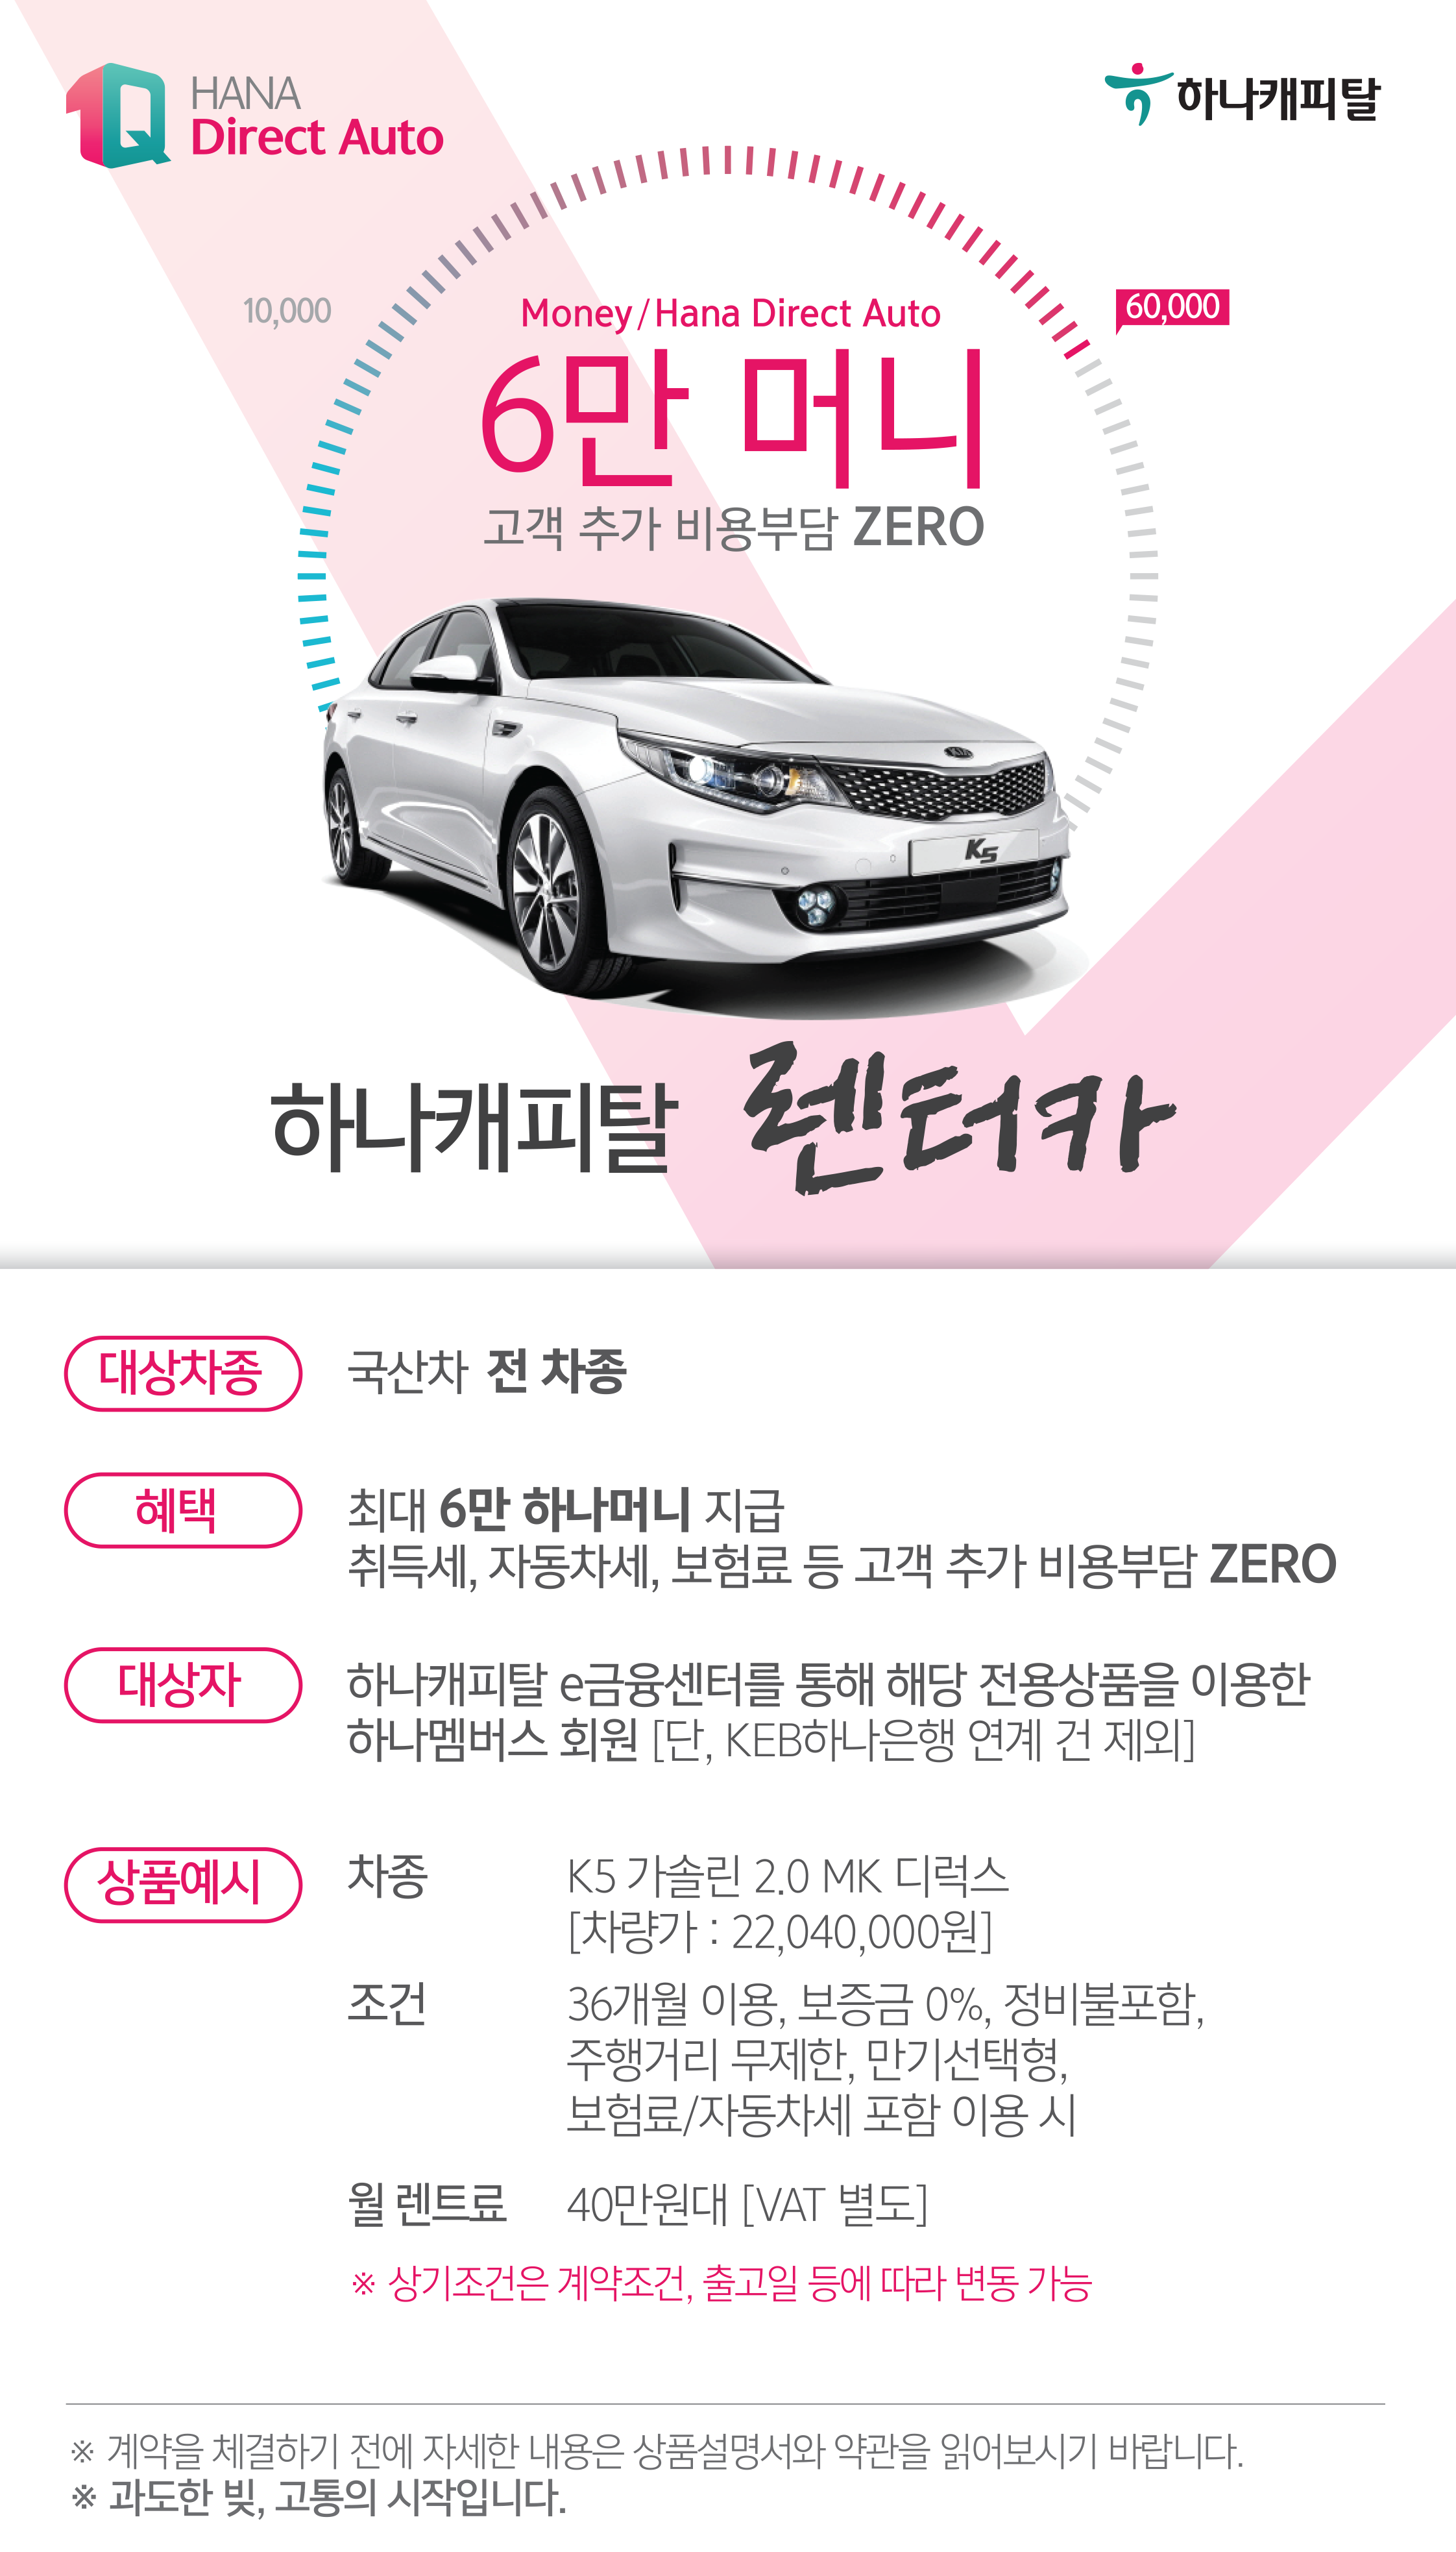 1Q HANA
Direct Auto
하나캐피탈
10,000
Money/Hana Direct Auto
60,000
6만 머니
고객 추가 비용부담 ZERO
KIA
K5
하나캐피탈 렌터카
대상차종 국산차 전 차종
혜택 최대 6만 하나머니 지급
취득세, 자동차세, 보험료 등 고객 추가 비용부담 ZERO
대상자 하나캐피탈 e금융센터를 통해 해당 전용상품을 이용한
하나멤버스 회원 [단, KEB하나은행 연계 건 제외]
상품예시 차종 K5 가솔린 2.0 MK 디럭스
[차량가 : 22,040,000원]
조건 36개월 이용, 보증금 0%, 정비불포함,
주행거리 무제한, 만기선택형,
보험료/자동차세 포함 이용 시
월 렌트료 40만원대 [VAT 별도]
※ 상기조건은 계약조건, 출고일 등에 따라 변동 가능
※ 계약을 체결하기 전에 자세한 내용은 상품설명서와 약관을 읽어보시기 바랍니다.
※ 과도한 빚, 고통의 시작입니다.